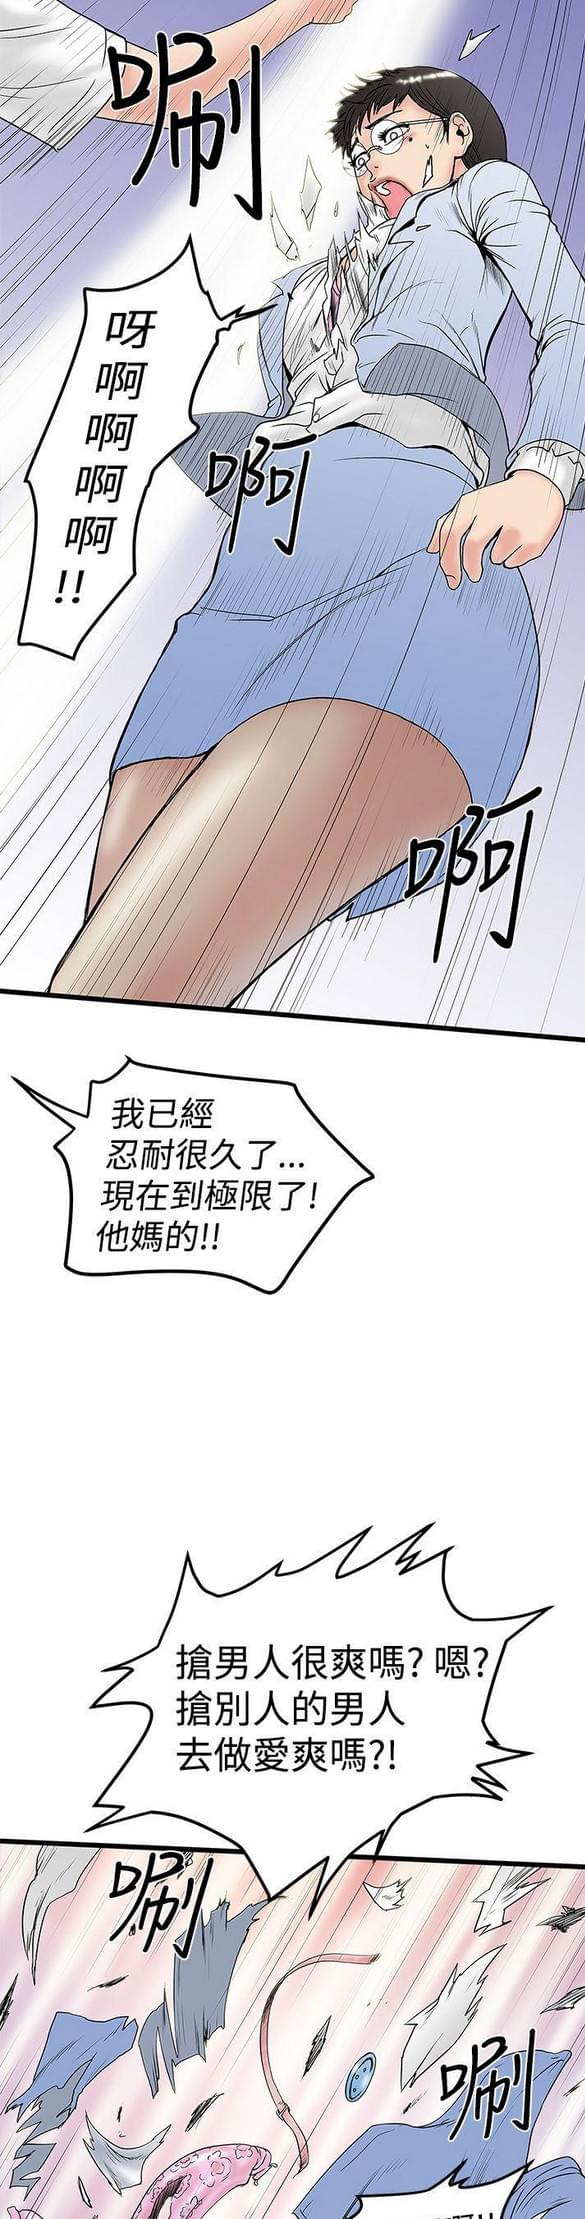 唰
呀啊啊啊啊!!
啊
啊
我已經
忍耐很久了...
現在到極限了!
他媽的!!
搶男人很爽嗎? 嗯?
搶別人的男人
去做愛爽嗎?!
唰
唰